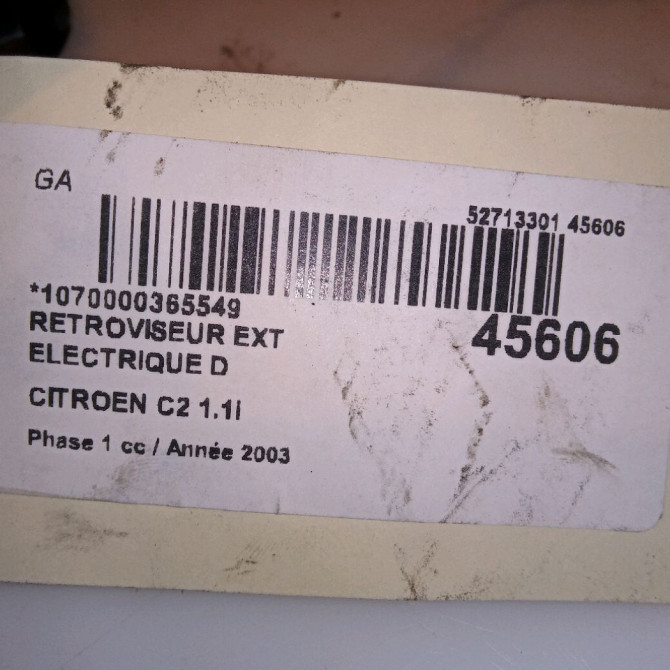 GA
52713301 45606
*1070000365549
45606
RETROVISEUR EXT
ELECTRIQUE D
CITROEN C2 1.1i
Phase 1 cc / Année 2003